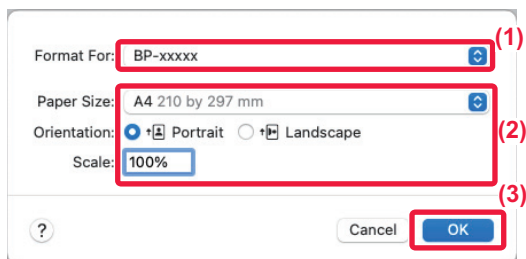 (1)
Format For: BP-xxxxx
Paper Size: A4 210 by 297 mm
Orientation: Portrait Landscape
(2)
Scale: 100%
(3)
? Cancel OK